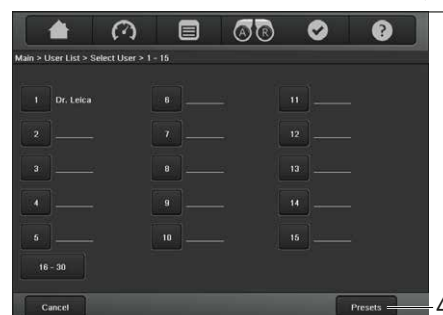 A R ?
Main > User List > Select User > 1 - 15
1 Dr. Leica 6 11
2 7 12
3 8 13
4 9 14
5 10 15
16 - 30
Cancel Presets 4